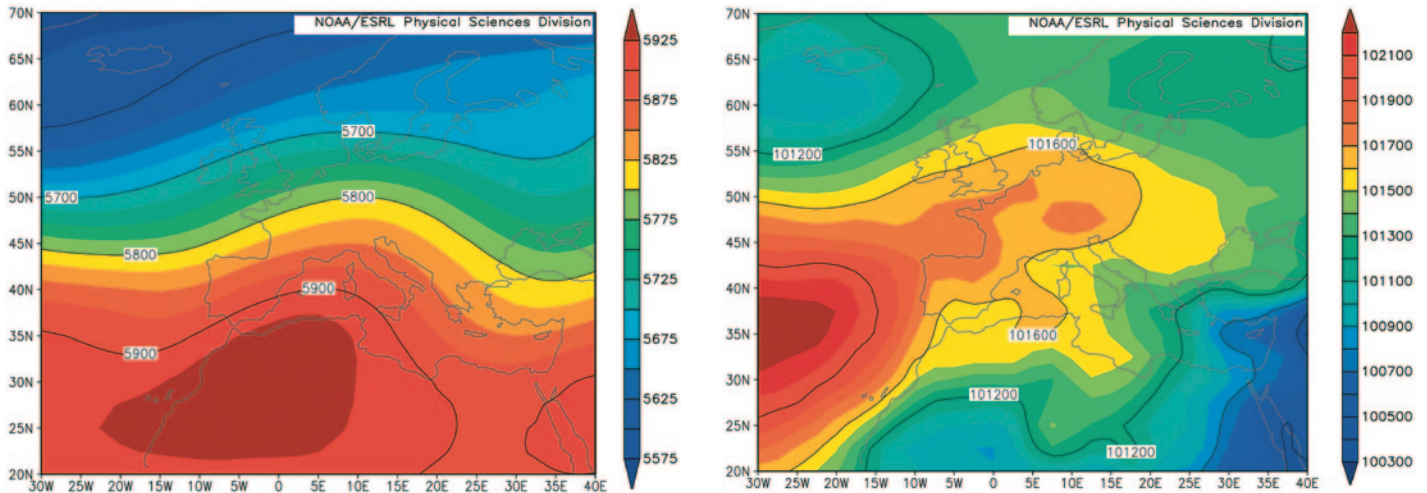 NOAA/ESRL Physical Sciences Division
70N
65N
60N
55N
50N
45N
40N
35N
30N
25N
20N
30W 25W 20W 15W 10W 5W 0 5E 10E 15E 20E 25E 30E 35E 40E
5700
5700
5800
5800
5900
5900
5925
5875
5825
5775
5725
5675
5625
5575
NOAA/ESRL Physical Sciences Division
70N
65N
60N
55N
50N
45N
40N
35N
30N
25N
20N
30W 25W 20W 15W 10W 5W 0 5E 10E 15E 20E 25E 30E 35E 40E
101200
101600
101600
101200
101200
102100
101900
101700
101500
101300
101100
100900
100700
100500
100300